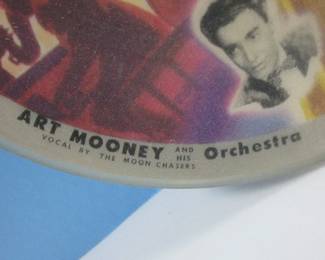 ART MOONEY AND HIS Orchestra
VOCAL BY THE MOON CHASERS